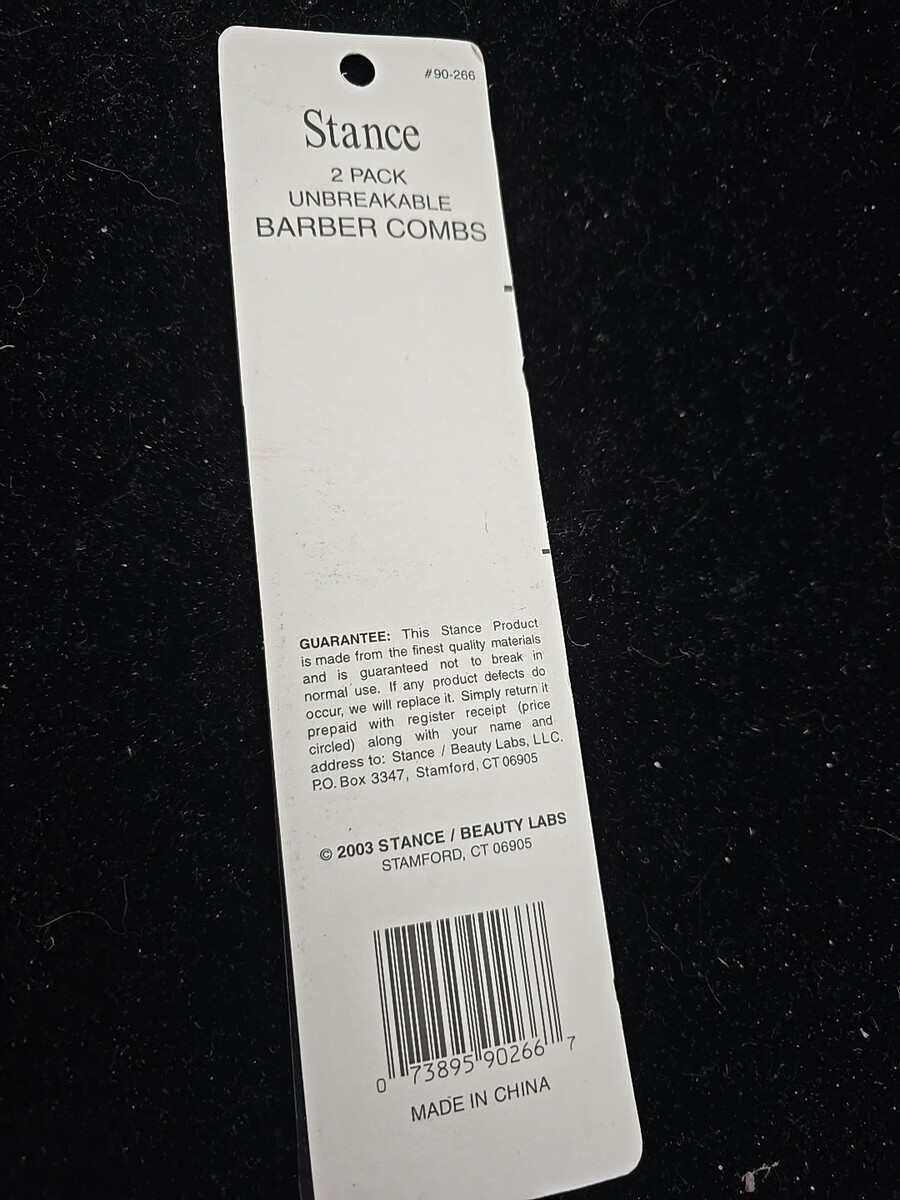 #90-266
Stance
2 PACK
UNBREAKABLE
BARBER COMBS
GUARANTEE: This Stance Product
is made from the finest quality materials
and is guaranteed not to break in
normal use. If any product defects do
occur, we will replace it. Simply return it
prepaid with register receipt (price
circled) along with your name and
address to: Stance / Beauty Labs, LLC.
P.O. Box 3347, Stamford, CT 06905
© 2003 STANCE / BEAUTY LABS
STAMFORD, CT 06905
0 73895 90266 7
MADE IN CHINA